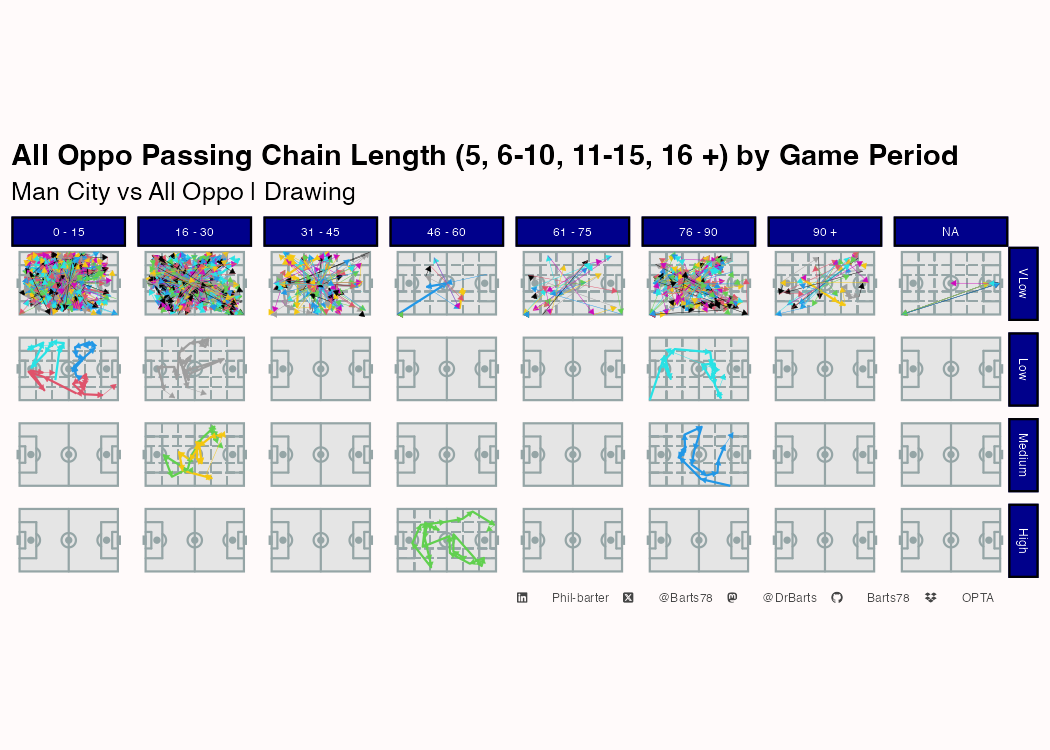 All Oppo Passing Chain Length (5, 6-10, 11-15, 16 +) by Game Period
Man City vs All Oppo | Drawing
0 - 15 16 - 30 31 - 45 46 - 60 61 - 75 76 - 90 90 + NA
VLow
Low
Medium
High
Phil-barter @Barts78 @DrBarts Barts78 OPTA